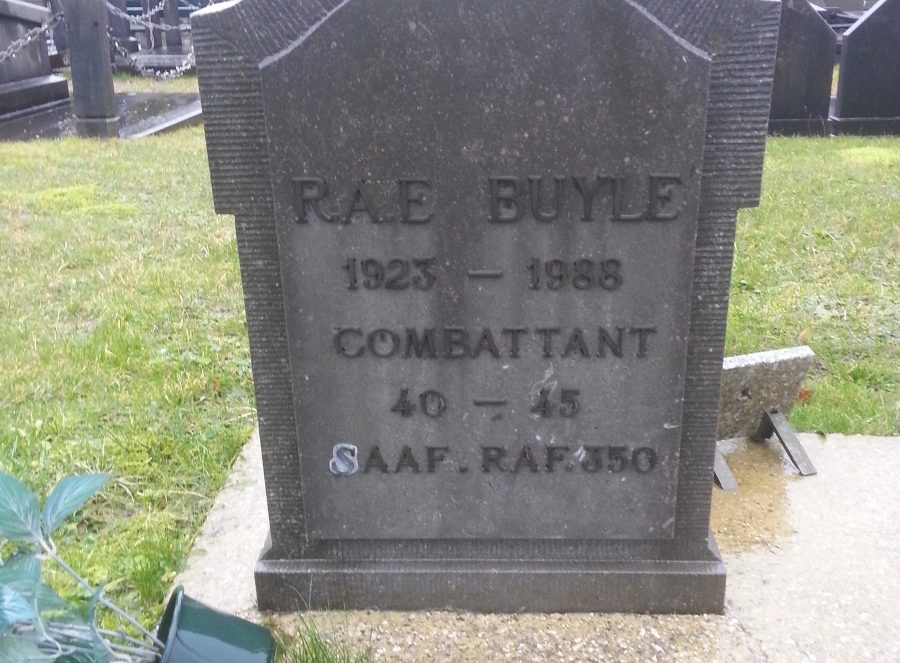 R.A.E BUYLE
1923 - 1988
COMBATTANT
40 - 45
SAAF. RAF.350